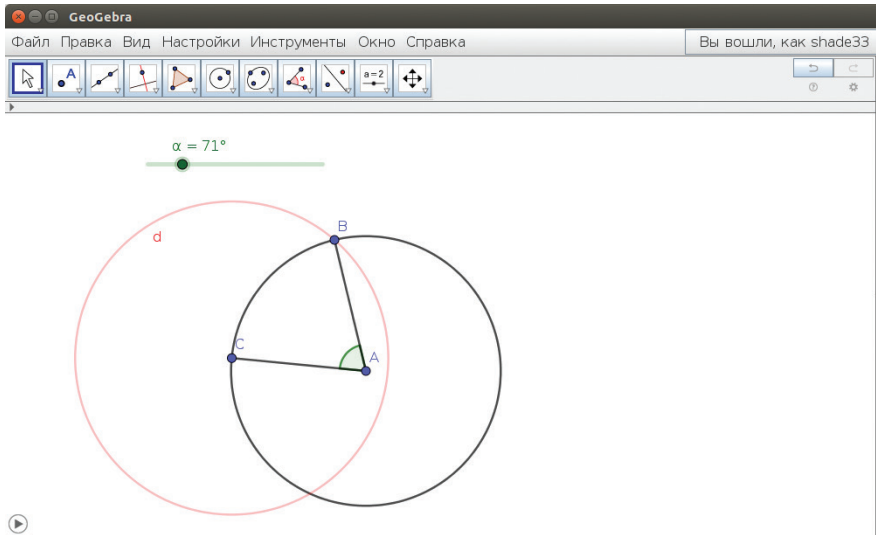 GeoGebra
Файл Правка Вид Настройки Инструменты Окно Справка
Вы вошли, как shade33
A
α
a=2
α = 71°
d
B
C
A